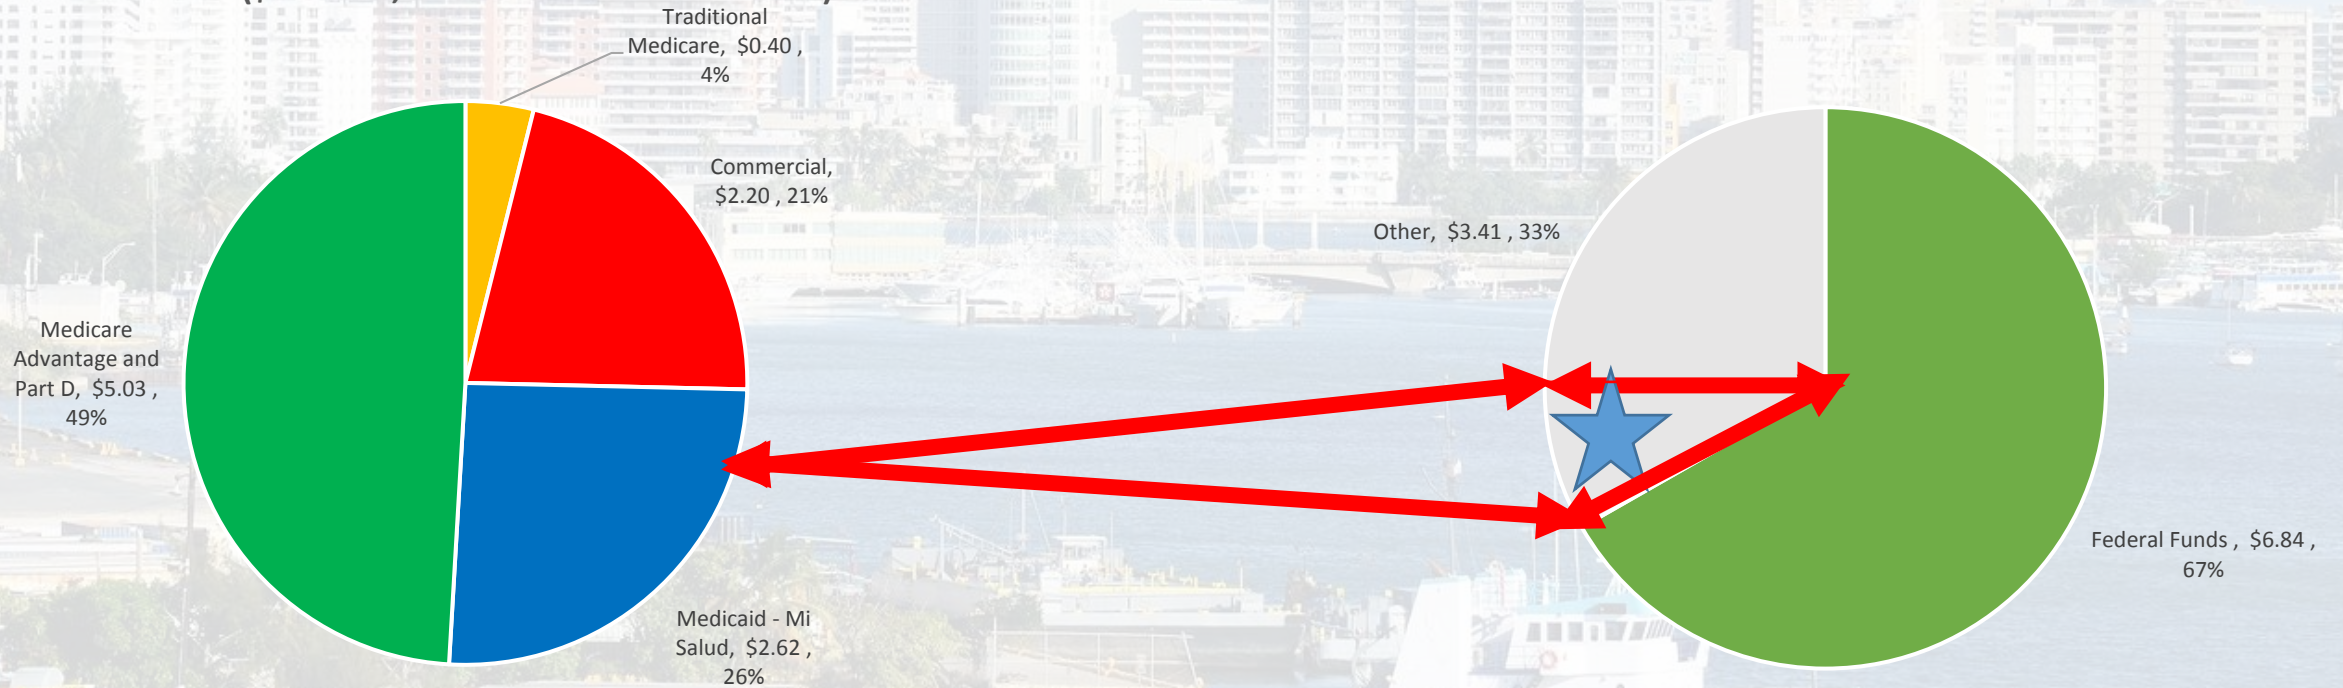 Traditional
Medicare, $0.40 ,
4%
Commercial,
$2.20 , 21%
Medicare
Advantage and
Part D, $5.03 ,
49%
Medicaid - Mi
Salud, $2.62 ,
26%
Other, $3.41 , 33%
Federal Funds , $6.84 ,
67%